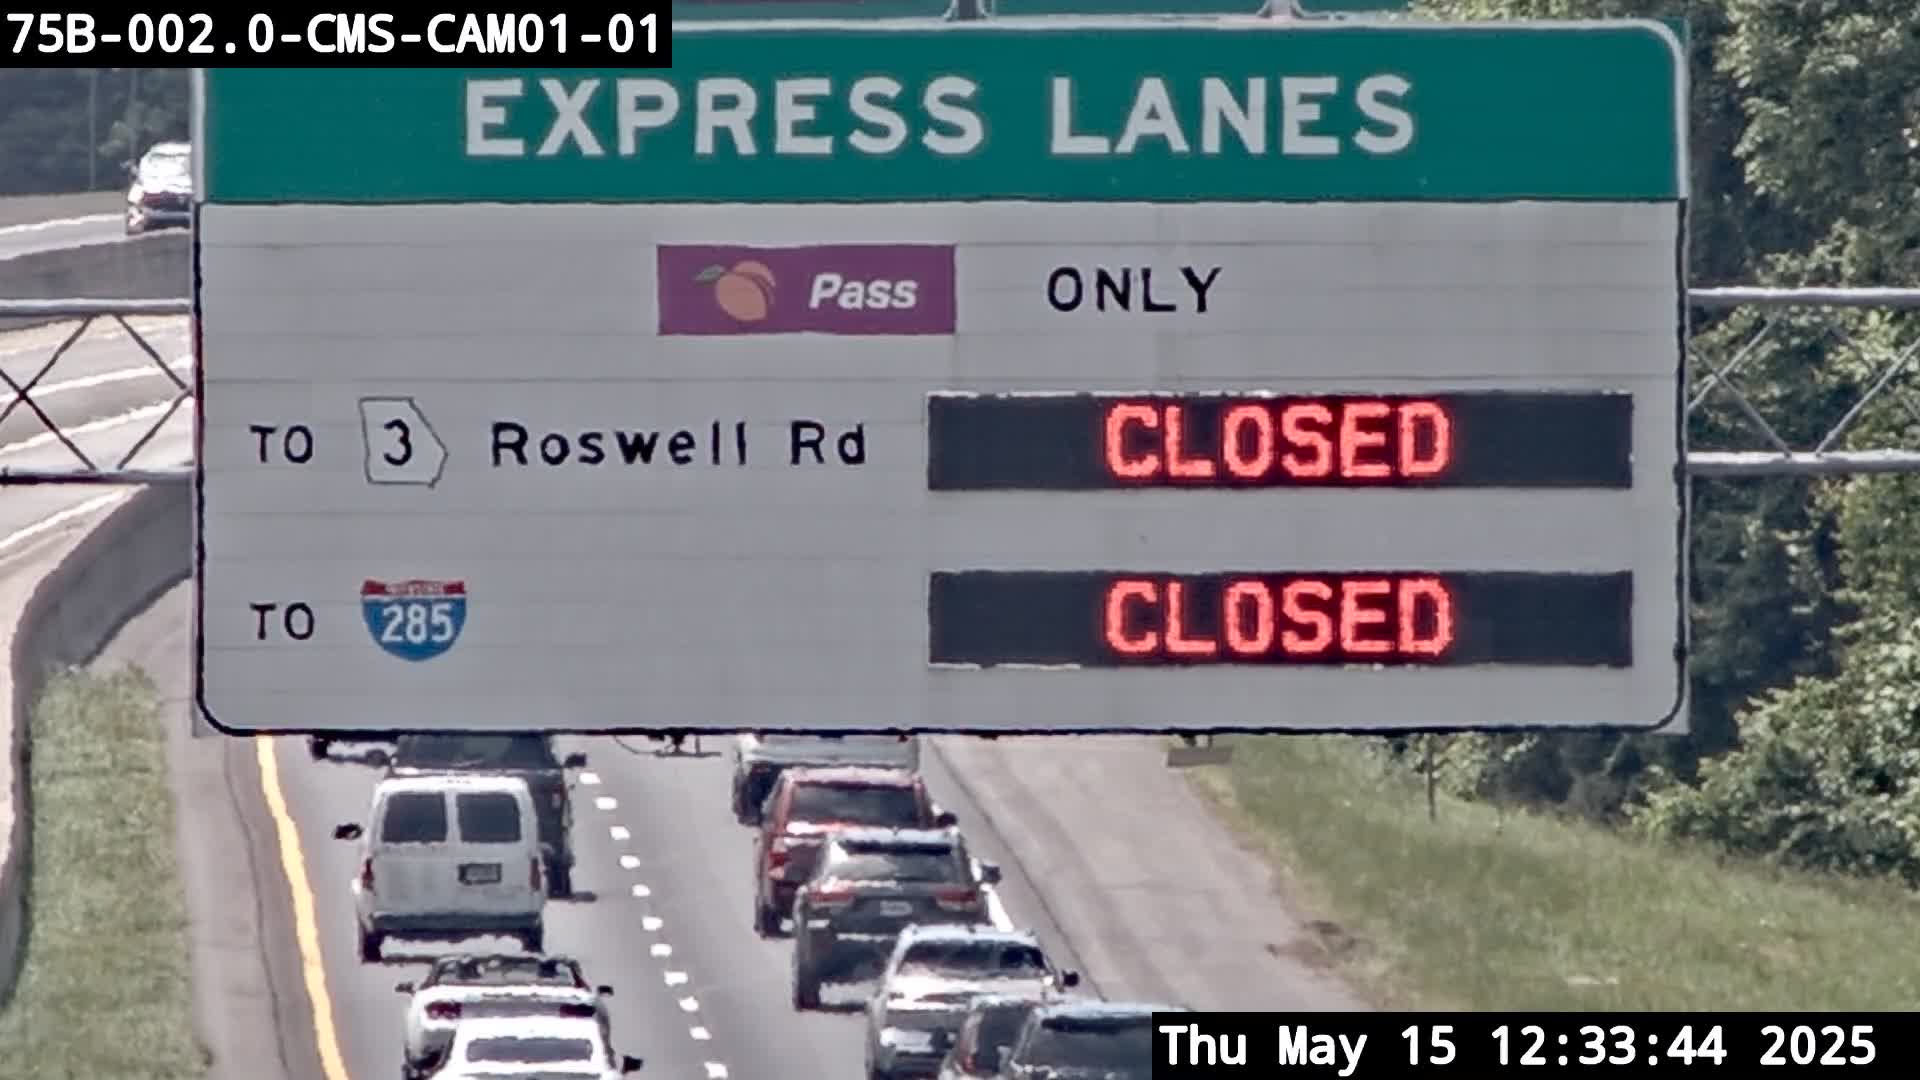 75B-002.0-CMS-CAM01-01
EXPRESS LANES
Pass ONLY
TO 3 Roswell Rd CLOSED
TO 285 CLOSED
Thu May 15 12:33:44 2025